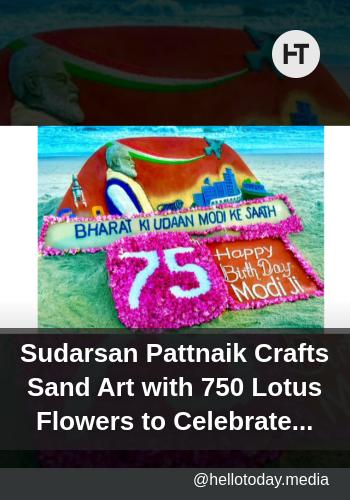 HT
BHARAT KI UDAAN MODI KE SAATH
75
Happy
Birth Day
Modi ji
Sudarsan Pattnaik Crafts
Sand Art with 750 Lotus
Flowers to Celebrate...
@hellotoday.media